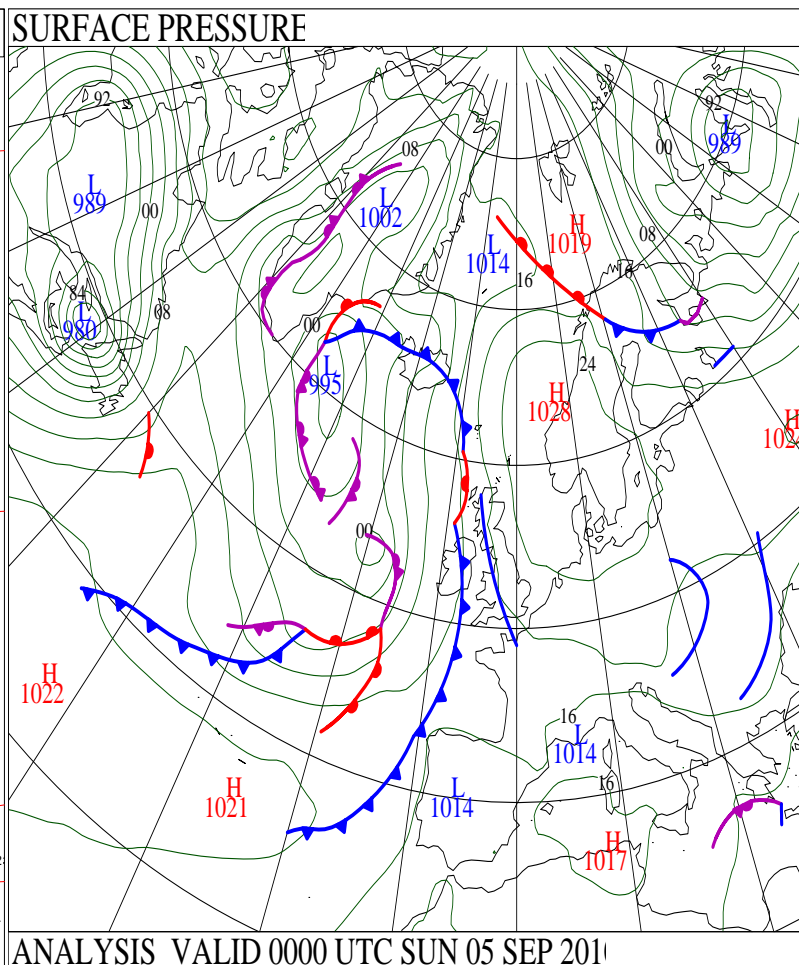 SURFACE PRESSURE
92
92
L
989
L
989
08
00
00
L
1002
H
1019
08
L
1014
16
16
84
L
980
08
00
24
L
995
H
1028
H
00
H
1022
16
L
1014
16
H
1021
L
1014
H
1017
ANALYSIS VALID 0000 UTC SUN 05 SEP